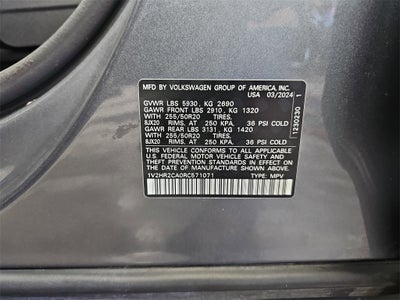 MFD BY VOLKSWAGEN GROUP OF AMERICA, INC.
USA 03/2024
GVWR LBS 5930, KG 2690
GAWR FRONT LBS 2910, KG 1320
WITH 255/50R20 TIRES,
8JX20 RIMS, AT 250 KPA, 36 PSI COLD
GAWR REAR LBS 3131, KG 1420
WITH 255/50R20 TIRES,
8JX20 RIMS, AT 250 KPA, 36 PSI COLD
THIS VEHICLE CONFORMS TO ALL APPLICABLE
U.S. FEDERAL MOTOR VEHICLE SAFETY AND
THEFT PREVENTION STANDARDS IN EFFECT ON THE
DATE OF MANUFACTURE SHOWN ABOVE.
1V2HR2CA0RC571071 TYPE: MPV
1230230 1